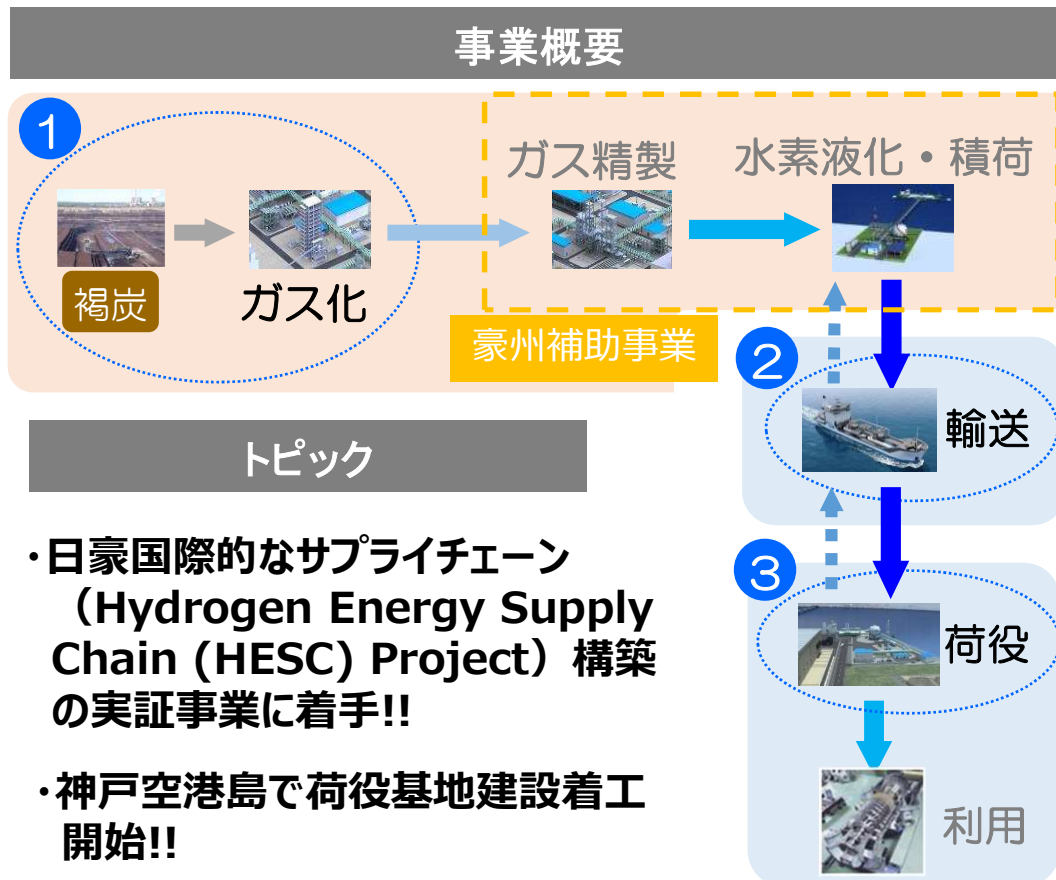 事業概要
1
ガス精製
水素液化・積荷
褐炭
ガス化
豪州補助事業
2
輸送
トピック
3
荷役
・日豪国際的なサプライチェーン
（Hydrogen Energy Supply
Chain (HESC) Project）構築
の実証事業に着手!!
・神戸空港島で荷役基地建設着工
開始!!
利用